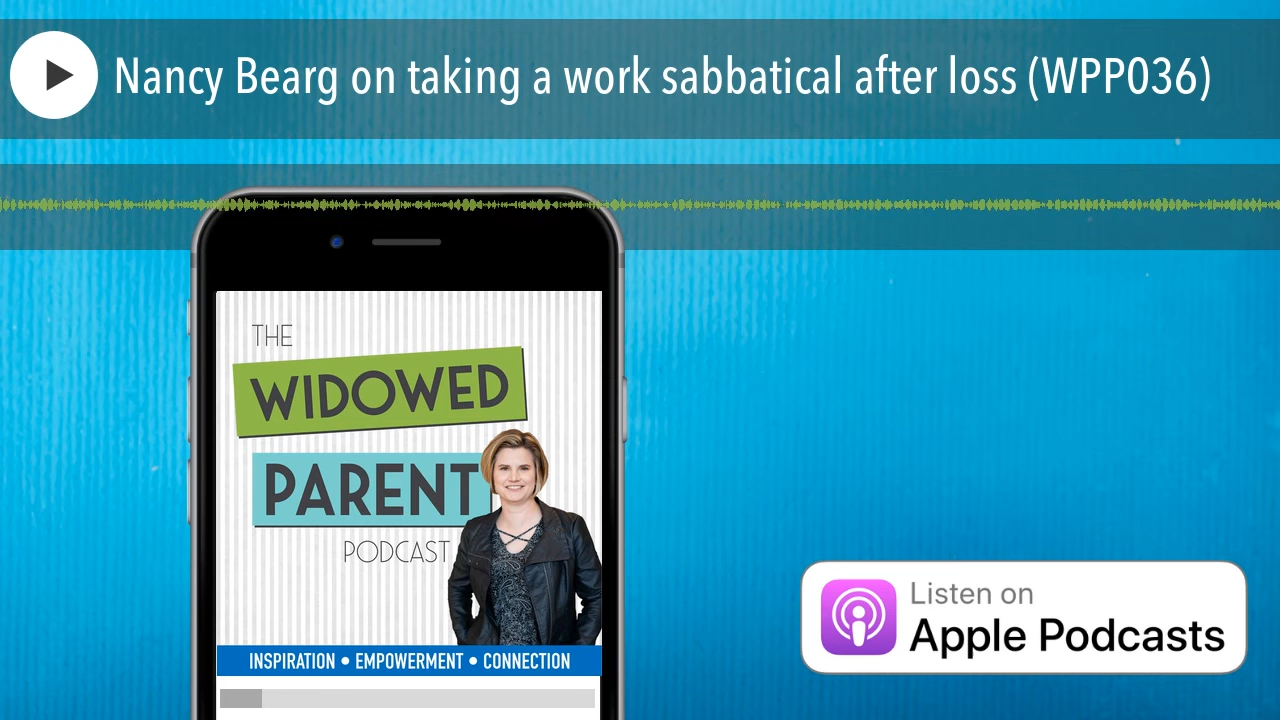 Nancy Bearg on taking a work sabbatical after loss (WPP036)
THE
WIDOWED
PARENT
PODCAST
INSPIRATION • EMPOWERMENT • CONNECTION
Listen on
Apple Podcasts